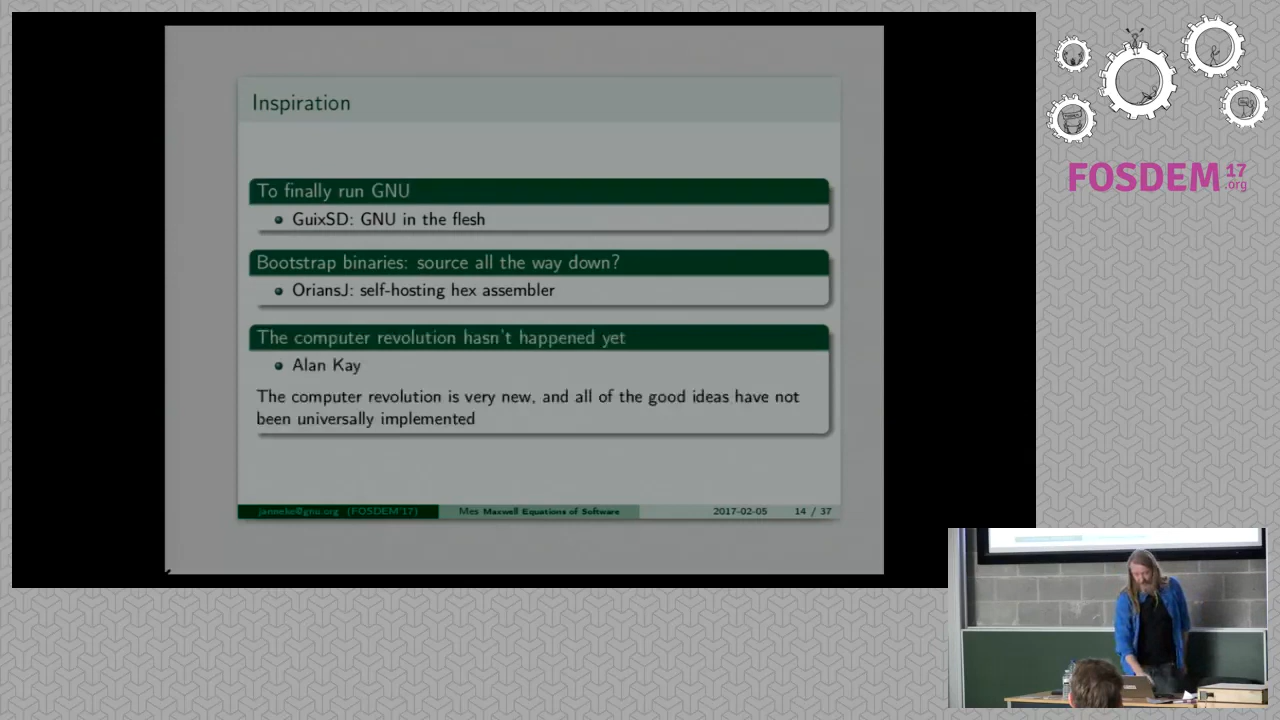 Inspiration
To finally run GNU
GuixSD: GNU in the flesh
Bootstrap binaries: source all the way down?
OriansJ: self-hosting hex assembler
The computer revolution hasn't happened yet
Alan Kay
The computer revolution is very new, and all of the good ideas have not
been universally implemented
janneke@gnu.org (FOSDEM'17) Mes Maxwell Equations of Software 2017-02-05 14 / 37
FOSDEM 17 .org